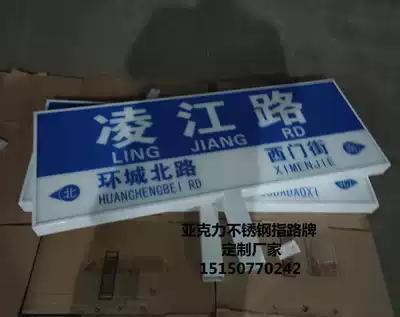 凌江路
LING JIANG RD
环城北路
HUANCHENGBEI RD
西门街
XIMENJIE
北
亚克力不锈钢指路牌
定制厂家
15150770242